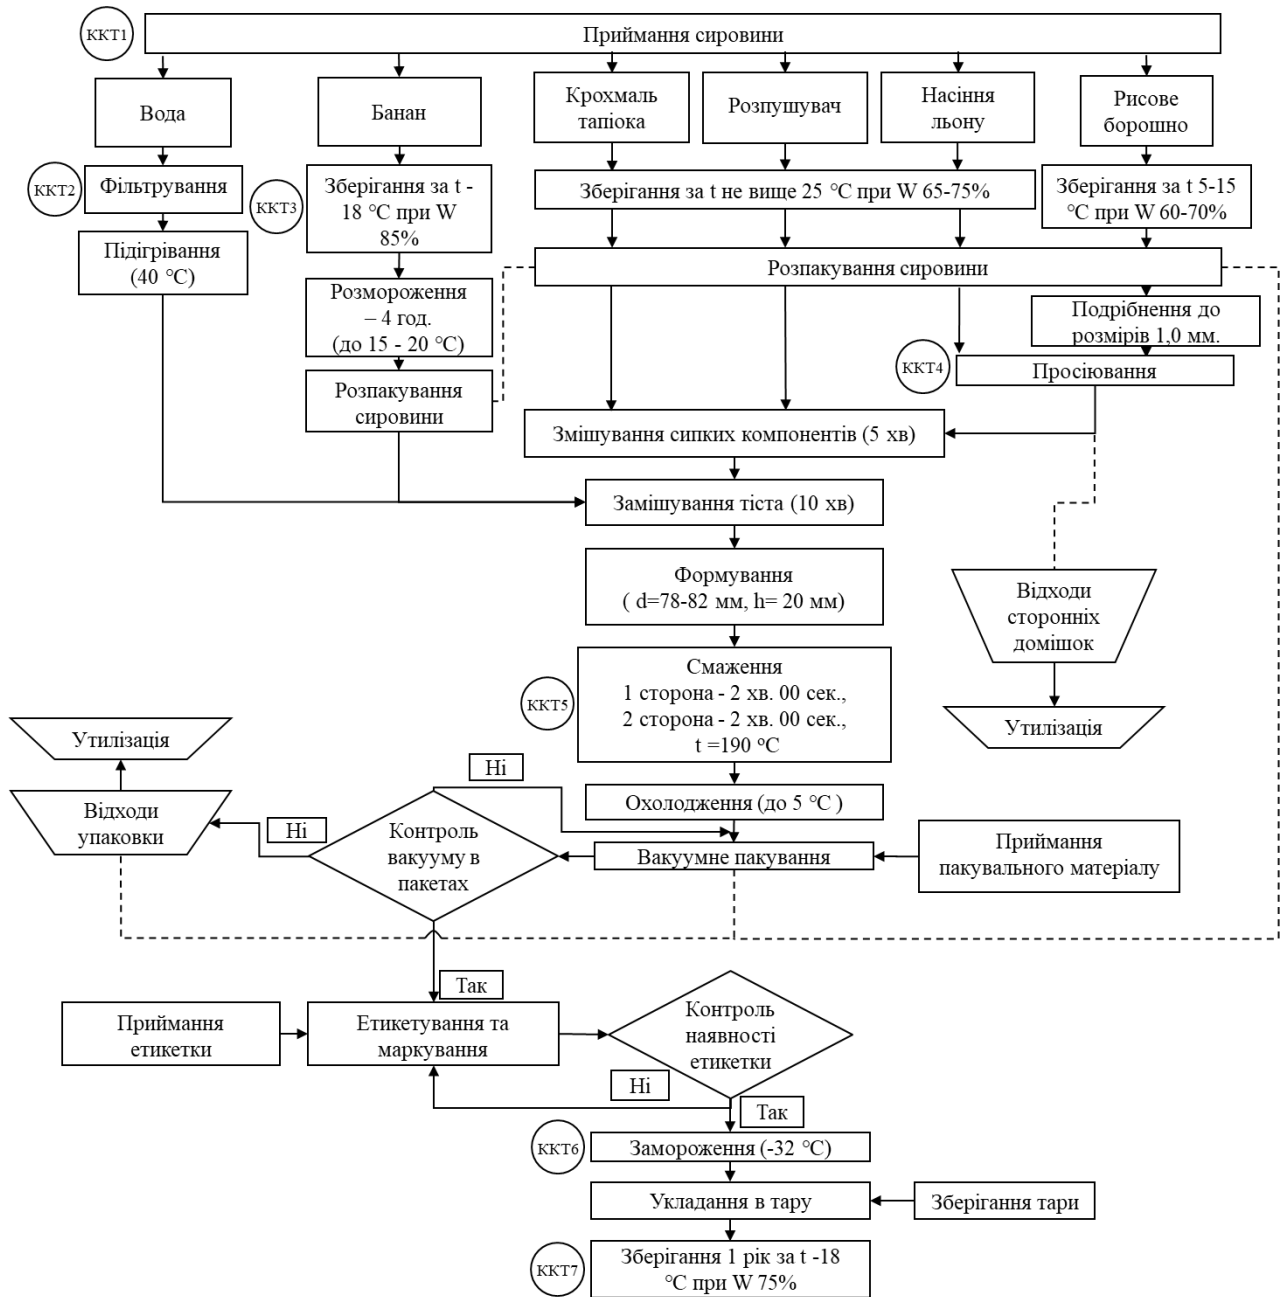 ККТ1
Приймання сировини
Вода
Банан
Крохмаль
тапіока
Розпушувач
Насіння
льону
Рисове
борошно
ККТ2
Фільтрування
ККТ3
Зберігання за t -
18 °С при W
85%
Зберігання за t не вище 25 °С при W 65-75%
Зберігання за t 5-15
°С при W 60-70%
Підігрівання
(40 °С)
Розпакування сировини
Розмороження
– 4 год.
(до 15 - 20 °С)
Подрібнення до
розмірів 1,0 мм.
ККТ4
Просіювання
Розпакування
сировини
Змішування сипких компонентів (5 хв)
Замішування тіста (10 хв)
Формування
( d=78-82 мм, h= 20 мм)
Відходи
сторонніх
домішок
ККТ5
Смаження
1 сторона - 2 хв. 00 сек.,
2 сторона - 2 хв. 00 сек.,
t =190 °С
Утилізація
Утилізація
Ні
Охолодження (до 5 °С )
Відходи
упаковки
Ні
Контроль
вакууму в
пакетах
Вакуумне пакування
Приймання
пакувального матеріалу
Так
Приймання
етикетки
Етикетування та
маркування
Контроль
наявності
етикетки
Ні
Так
ККТ6
Замороження (-32 °С)
Укладання в тару
Зберігання тари
ККТ7
Зберігання 1 рік за t -18
°С при W 75%